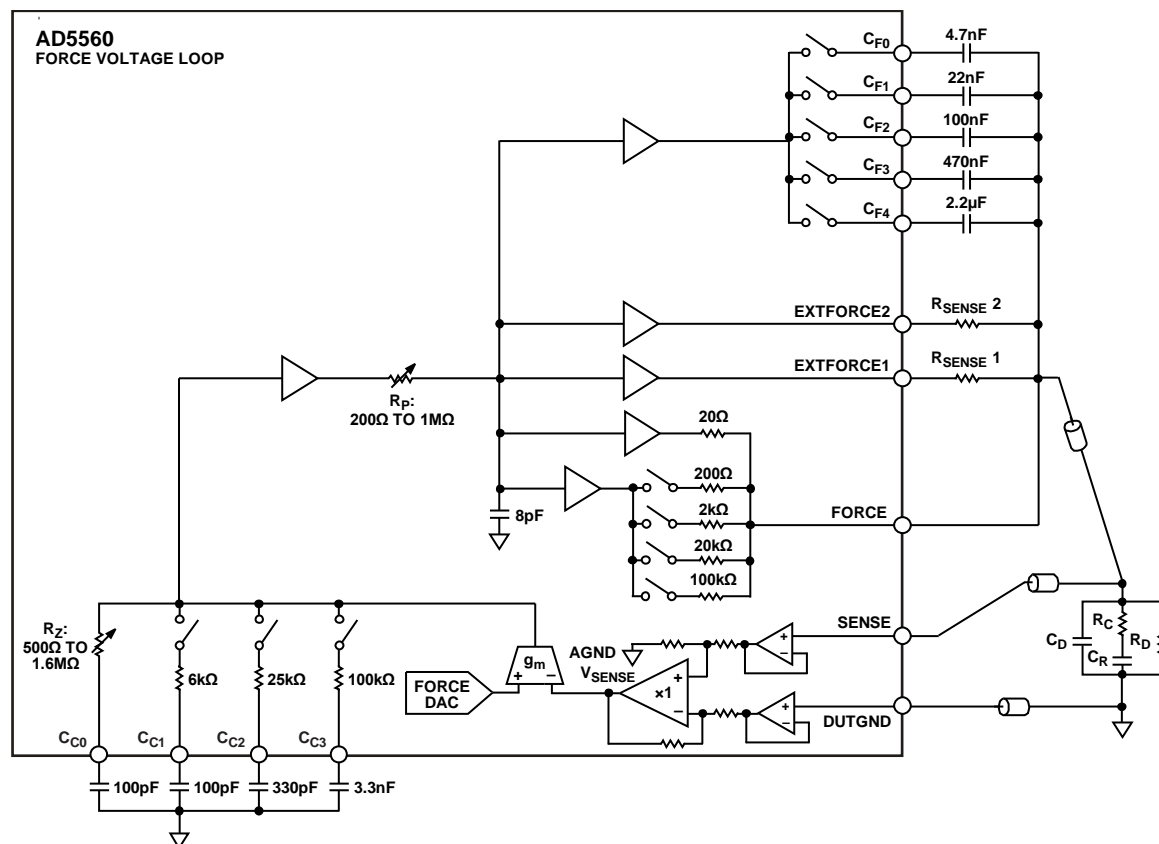 AD5560
FORCE VOLTAGE LOOP
CF0
4.7nF
CF1
22nF
CF2
100nF
CF3
470nF
CF4
2.2µF
EXTFORCE2
RSENSE 2
EXTFORCE1
RSENSE 1
RP:
200Ω TO 1MΩ
20Ω
200Ω
8pF
2kΩ
FORCE
20kΩ
100kΩ
RZ:
500Ω TO
1.6MΩ
6kΩ
25kΩ
100kΩ
gm
+
–
FORCE
DAC
AGND
VSENSE
+
×1
–
+
–
SENSE
+
–
DUTGND
CD
RC
CR
RD
CC0
CC1
CC2
CC3
100pF
100pF
330pF
3.3nF